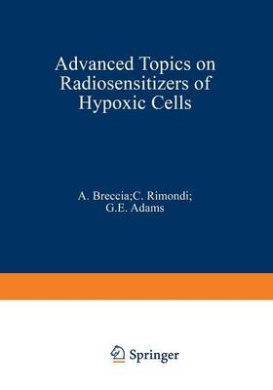 Advanced Topics on
Radiosensitizers of
Hypoxic Cells
A. Breccia;C. Rimondi;
G.E. Adams
Springer